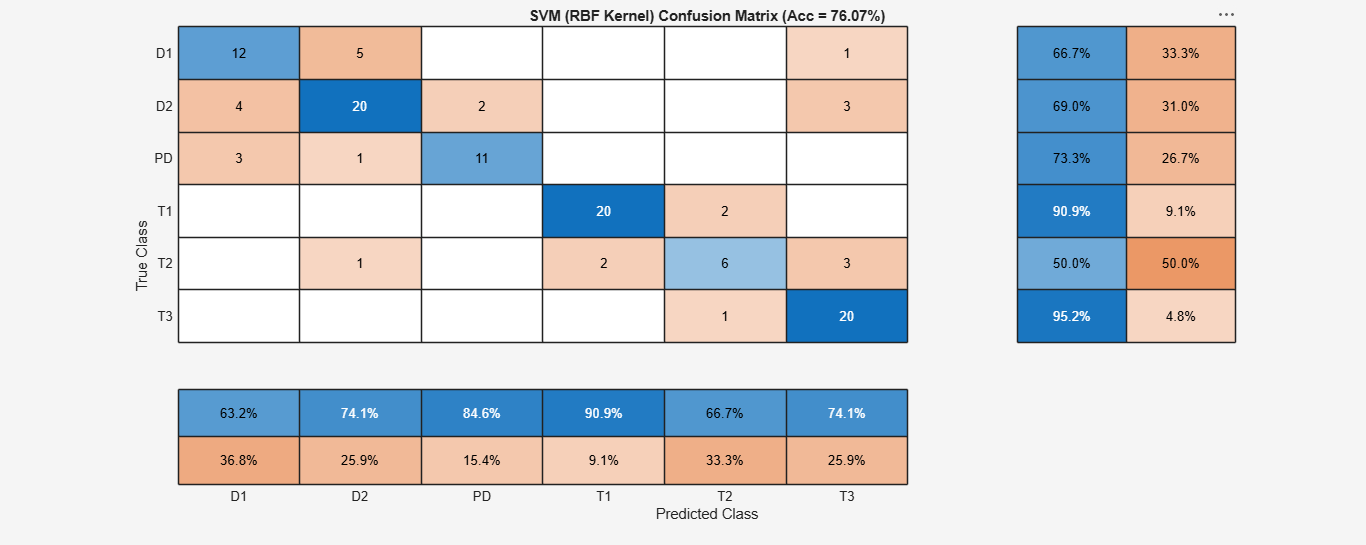 SVM (RBF Kernel) Confusion Matrix (Acc = 76.07%)
D1 12 5 1 66.7% 33.3%
D2 4 20 2 3 69.0% 31.0%
PD 3 1 11 73.3% 26.7%
T1 20 2 90.9% 9.1%
T2 1 2 6 3 50.0% 50.0%
T3 1 20 95.2% 4.8%
True Class
63.2% 74.1% 84.6% 90.9% 66.7% 74.1%
36.8% 25.9% 15.4% 9.1% 33.3% 25.9%
D1 D2 PD T1 T2 T3
Predicted Class